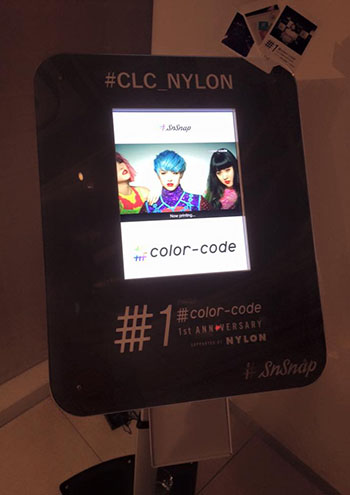 #CLC_NYLON
#SnSnap
Now printing...
#color-code
#1
#color-code
1st ANNIVERSARY
SUPPORTED BY NYLON
#SnSnap
#1